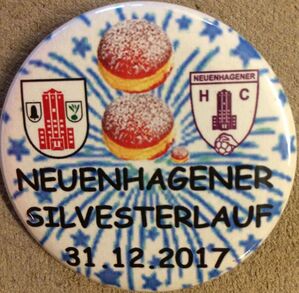 NEUENHAGENER
H C
NEUENHAGENER
SILVESTERLAUF
31.12.2017